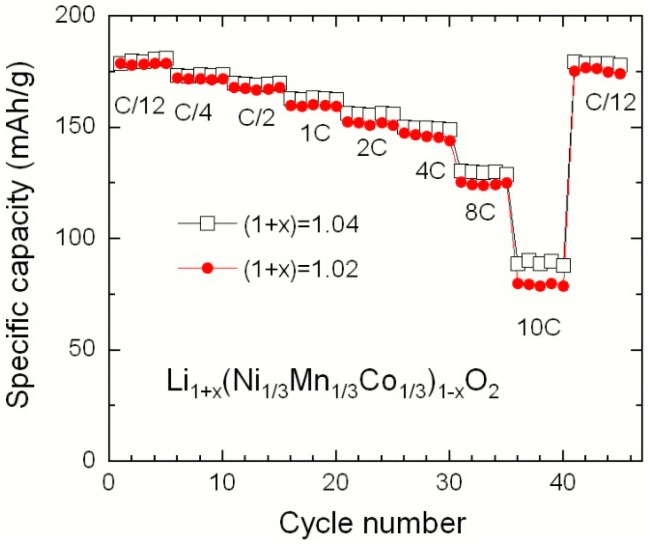 Specific capacity (mAh/g)
200
150
100
50
0
C/12
C/4
C/2
1C
2C
4C
8C
10C
C/12
(1+x)=1.04
(1+x)=1.02
Li₁₊ₓ(Ni₁/₃Mn₁/₃Co₁/₃)₁₋ₓO₂
0 10 20 30 40
Cycle number